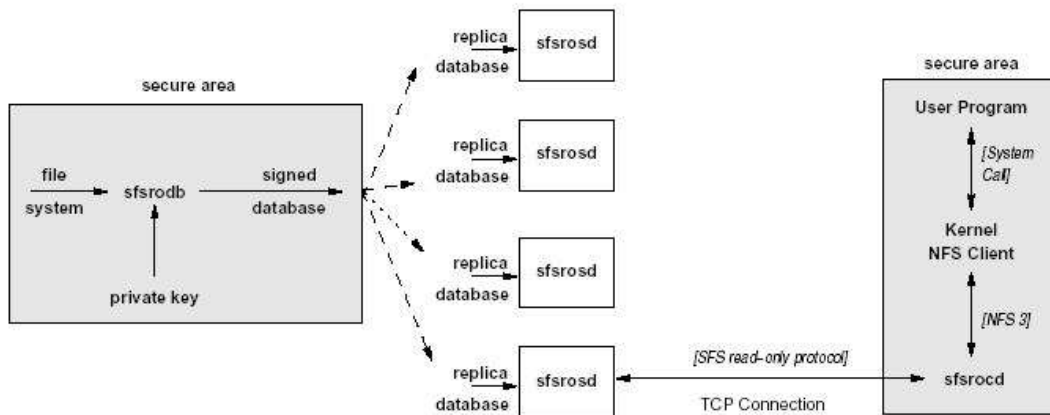 secure area
file
system
sfsrodb
signed
database
private key
replica
database
sfsrosd
replica
database
sfsrosd
replica
database
sfsrosd
replica
database
sfsrosd
[SFS read-only protocol]
TCP Connection
secure area
User Program
[System
Call]
Kernel
NFS Client
[NFS 3]
sfsrocd